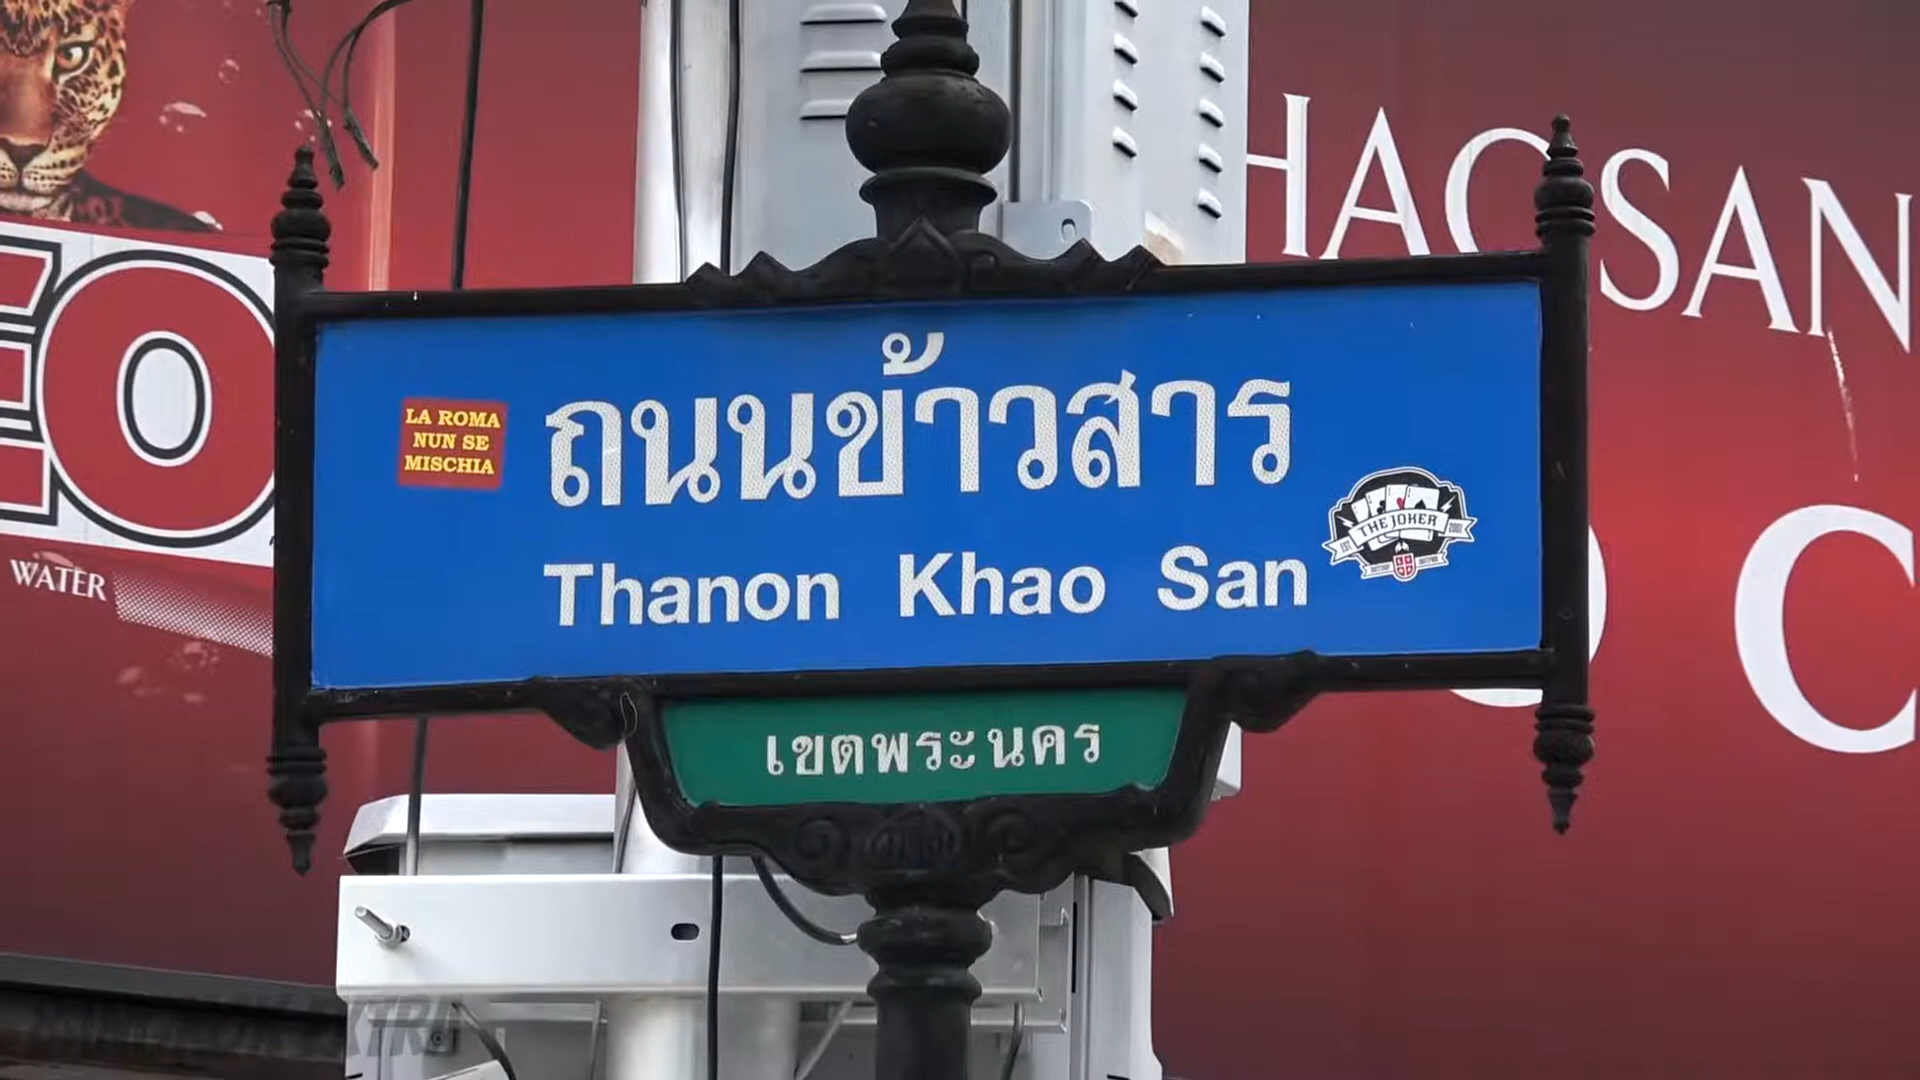 HAOSAN
EO
WATER
C
ถนนข้าวสาร
LA ROMA
NUN SE
MISCHIA
THE JOKER
Thanon Khao San
เขตพระนคร